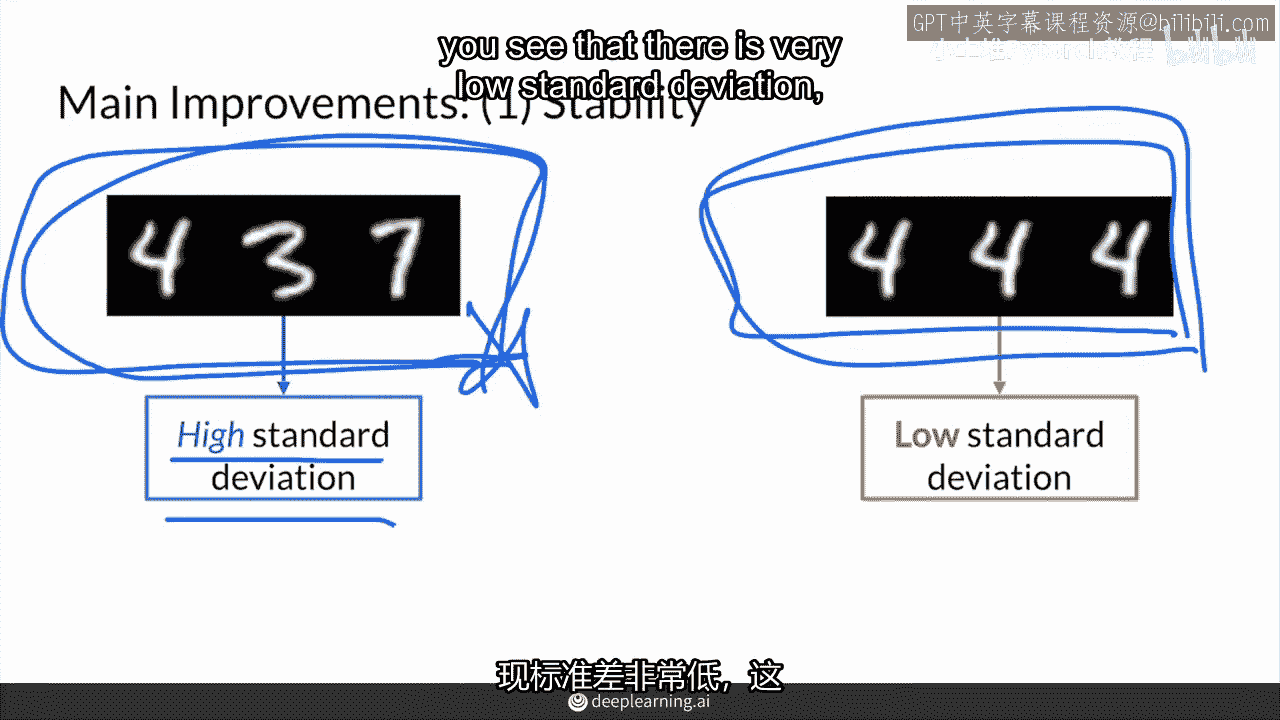 GPT中英字幕课程资源@bilibili.com
you see that there is very
low standard deviation,
Main Improvements: (1) Stability
4 3 7
4 4 4
High standard
deviation
Low standard
deviation
现标准差非常低，这
deeplearning.ai